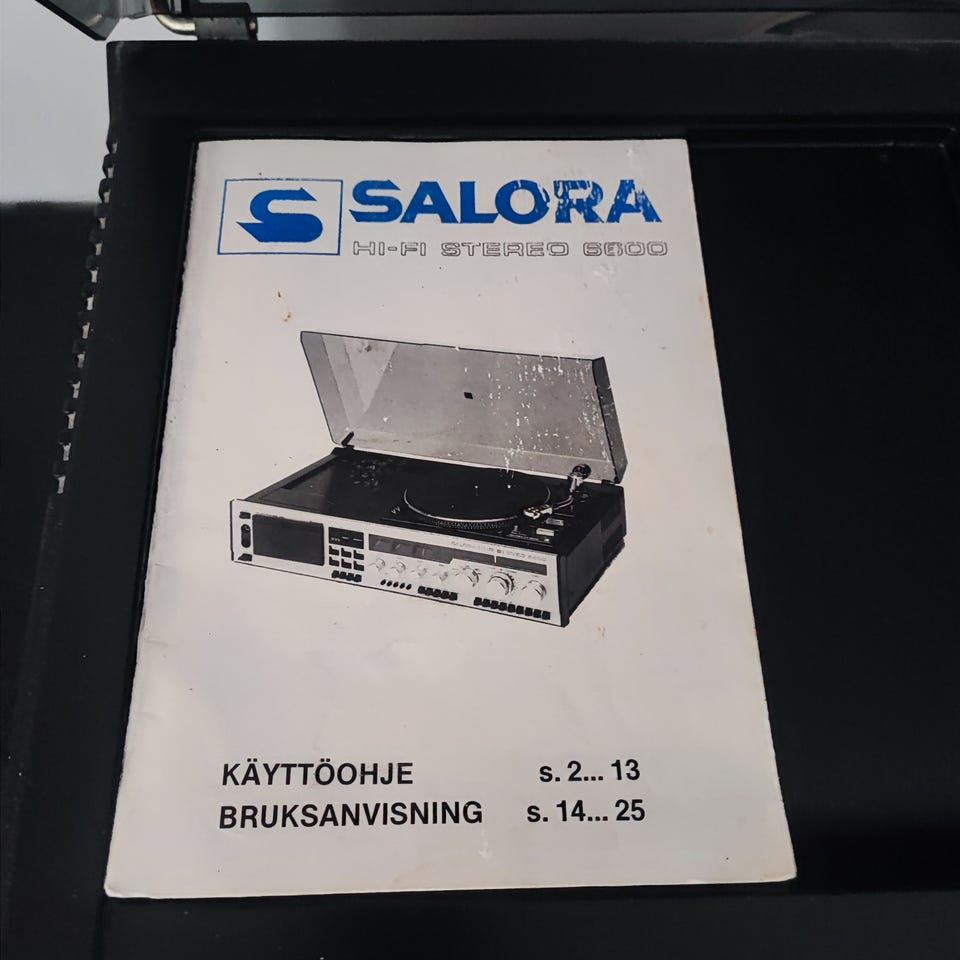 SALORA
HI-FI STEREO 6600
KÄYTTÖOHJE s. 2... 13
BRUKSANVISNING s. 14... 25